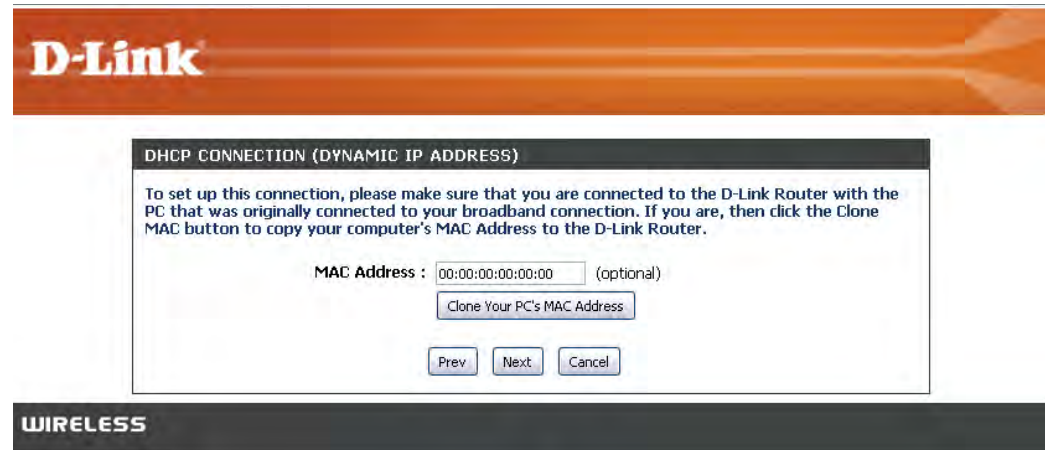 D-Link
DHCP CONNECTION (DYNAMIC IP ADDRESS)
To set up this connection, please make sure that you are connected to the D-Link Router with the
PC that was originally connected to your broadband connection. If you are, then click the Clone
MAC button to copy your computer's MAC Address to the D-Link Router.
MAC Address : 00:00:00:00:00:00 (optional)
Clone Your PC's MAC Address
Prev Next Cancel
WIRELESS